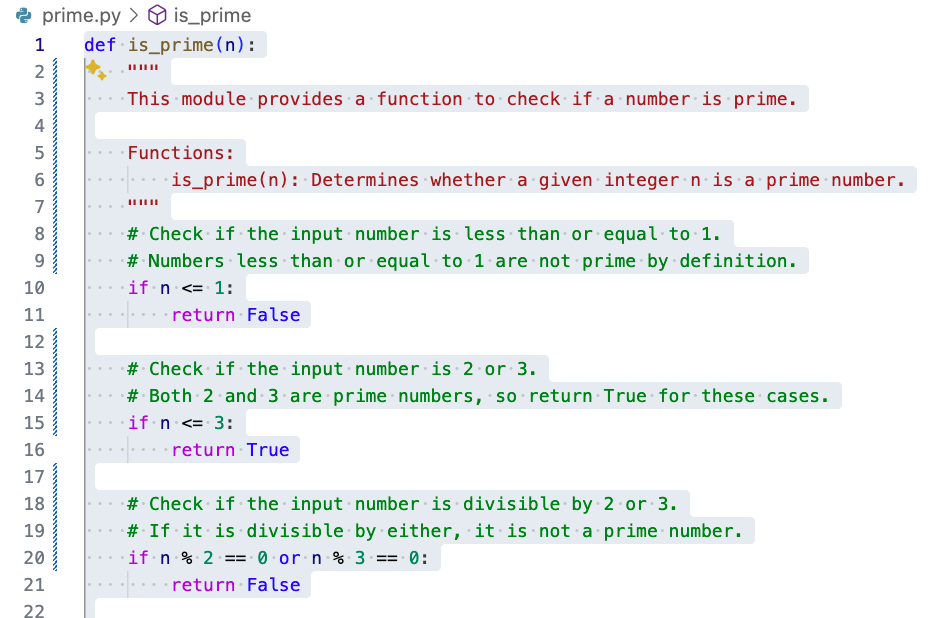 prime.py > is_prime
1 def is_prime(n):
2     """
3     This module provides a function to check if a number is prime.
4
5     Functions:
6         is_prime(n): Determines whether a given integer n is a prime number.
7     """
8     # Check if the input number is less than or equal to 1.
9     # Numbers less than or equal to 1 are not prime by definition.
10     if n <= 1:
11         return False
12
13     # Check if the input number is 2 or 3.
14     # Both 2 and 3 are prime numbers, so return True for these cases.
15     if n <= 3:
16         return True
17
18     # Check if the input number is divisible by 2 or 3.
19     # If it is divisible by either, it is not a prime number.
20     if n % 2 == 0 or n % 3 == 0:
21         return False
22